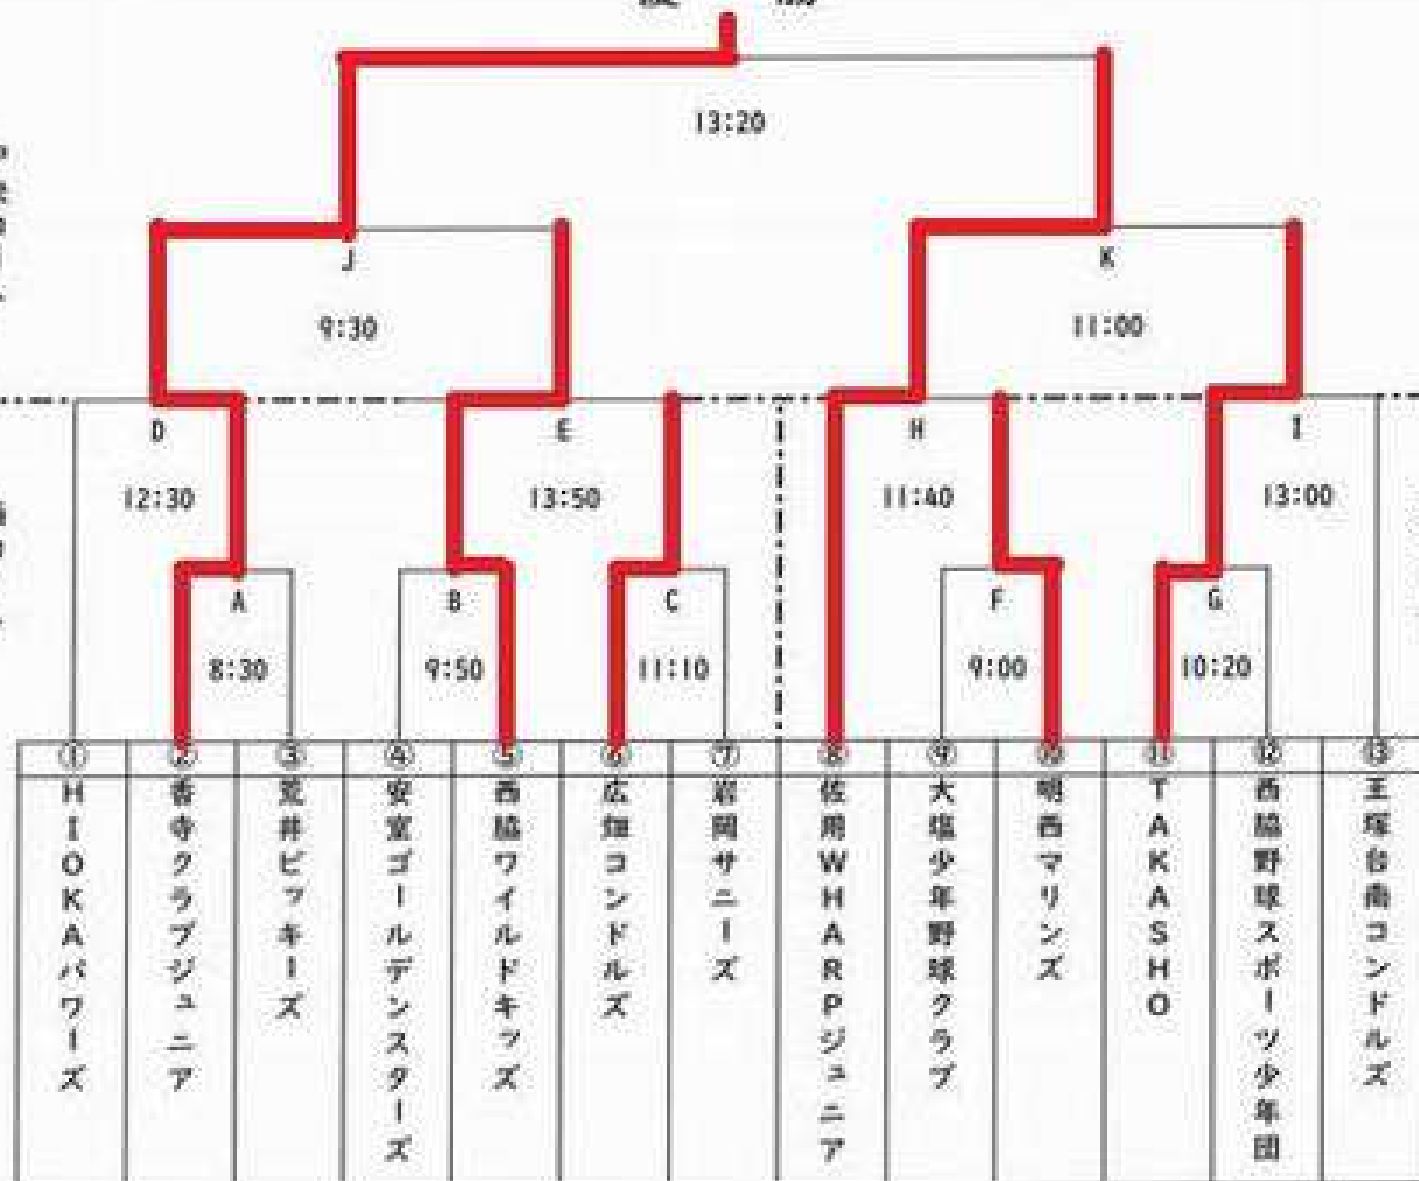 13:20
J
K
9:30
11:00
D
E
H
I
12:30
13:50
11:40
13:00
A
B
C
F
G
8:30
9:50
11:10
9:00
10:20
① ② ③ ④ ⑤ ⑥ ⑦ ⑧ ⑨ ⑩ ⑪ ⑫ ⑬
HIOKAパワーズ
香寺クラブジュニア
荒井ビッキーズ
安室ゴールデンスターズ
西脇ワイルドキッズ
広畑コンドルズ
岩岡サニーズ
佐用WHARPジュニア
大塩少年野球クラブ
明西マリンズ
TAKASHO
西脇野球スポーツ少年団
王塚台南コンドルズ